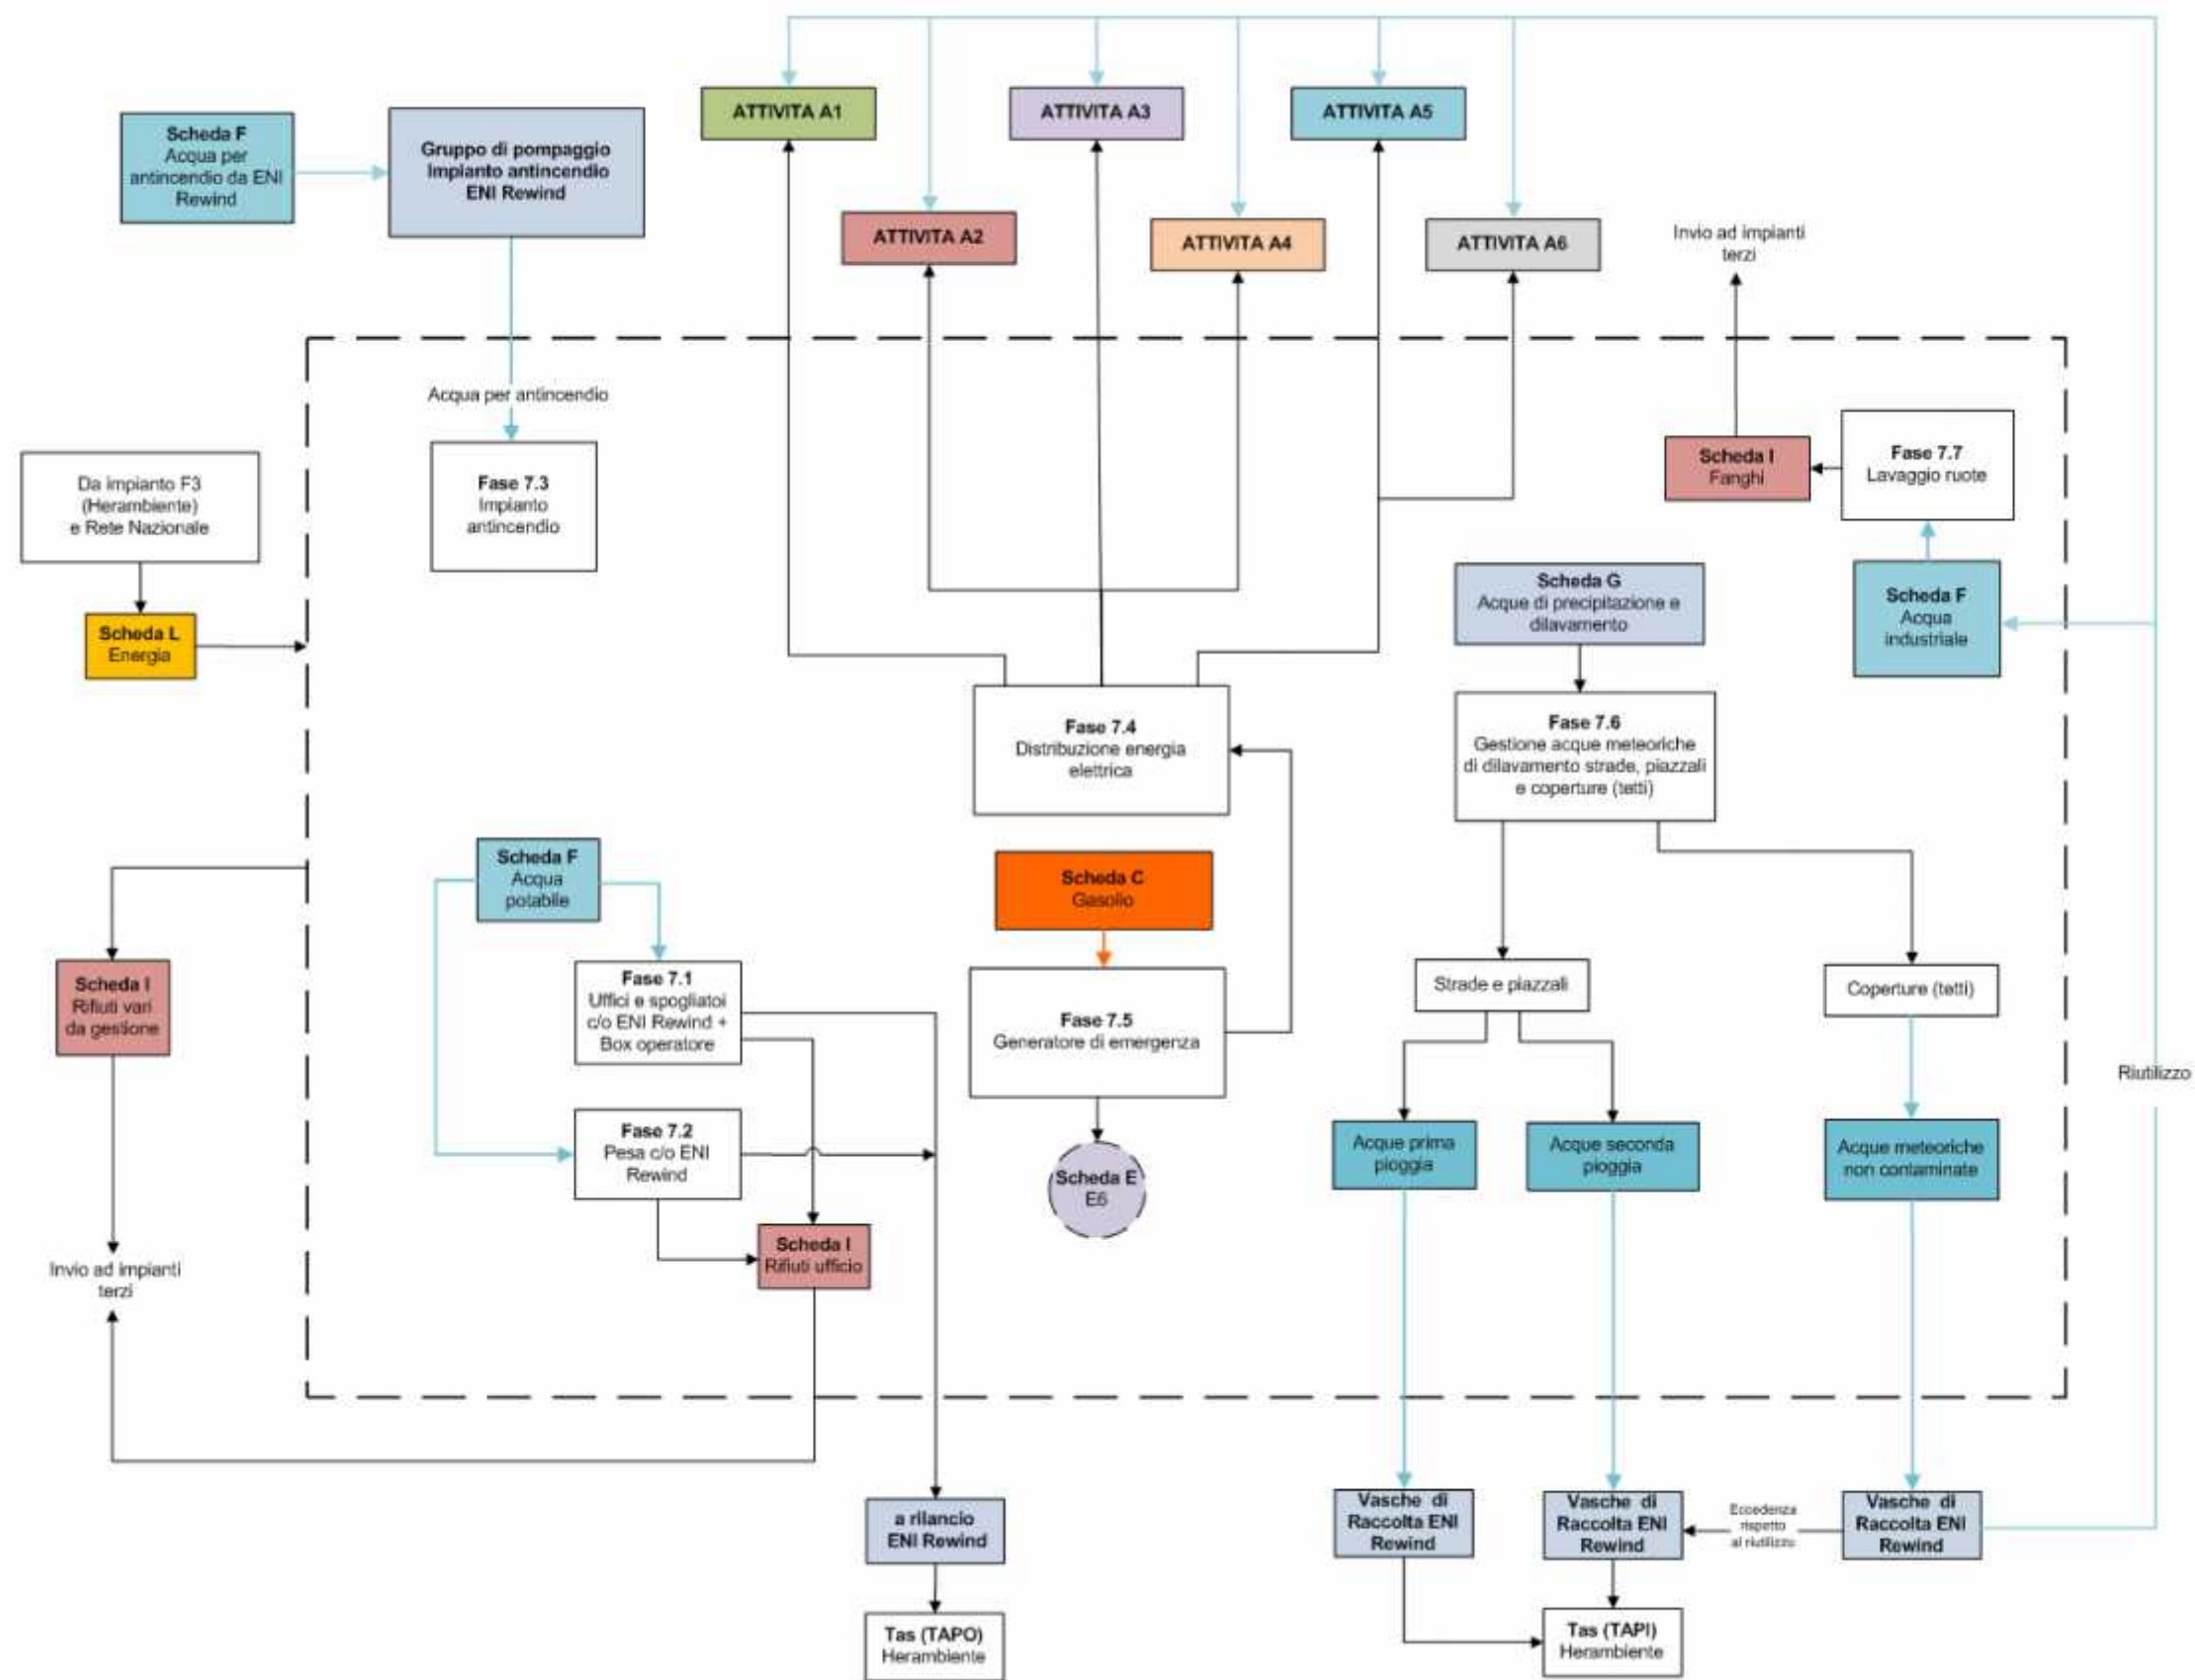 ATTIVITA A1
ATTIVITA A3
ATTIVITA A5
Scheda F
Acqua per
antincendio da ENI
Rewind
Gruppo di pompaggio
Impianto antincendio
ENI Rewind
ATTIVITA A2
ATTIVITA A4
ATTIVITA A6
Invio ad impianti
terzi
Acqua per antincendio
Da impianto F3
(Herambiente)
e Rete Nazionale
Fase 7.3
Impianto
antincendio
Scheda I
Fanghi
Fase 7.7
Lavaggio ruote
Scheda L
Energia
Scheda G
Acque di precipitazione e
dilavamento
Scheda F
Acqua
industriale
Fase 7.4
Distribuzione energia
elettrica
Fase 7.6
Gestione acque meteoriche
di dilavamento strade, piazzali
e coperture (tetti)
Scheda F
Acqua
potabile
Scheda C
Gasolio
Scheda I
Rifiuti vari
da gestione
Fase 7.1
Uffici e spogliatoi
c/o ENI Rewind +
Box operatore
Fase 7.5
Generatore di emergenza
Strade e piazzali
Coperture (tetti)
Riutilizzo
Fase 7.2
Pesa c/o ENI
Rewind
Scheda E
E6
Acque prima
pioggia
Acque seconda
pioggia
Acque meteoriche
non contaminate
Invio ad impianti
terzi
Scheda I
Rifiuti ufficio
a rilancio
ENI Rewind
Vasche di
Raccolta ENI
Rewind
Vasche di
Raccolta ENI
Rewind
Eccedenza
rispetto
al riutilizzo
Vasche di
Raccolta ENI
Rewind
Tas (TAPO)
Herambiente
Tas (TAPI)
Herambiente